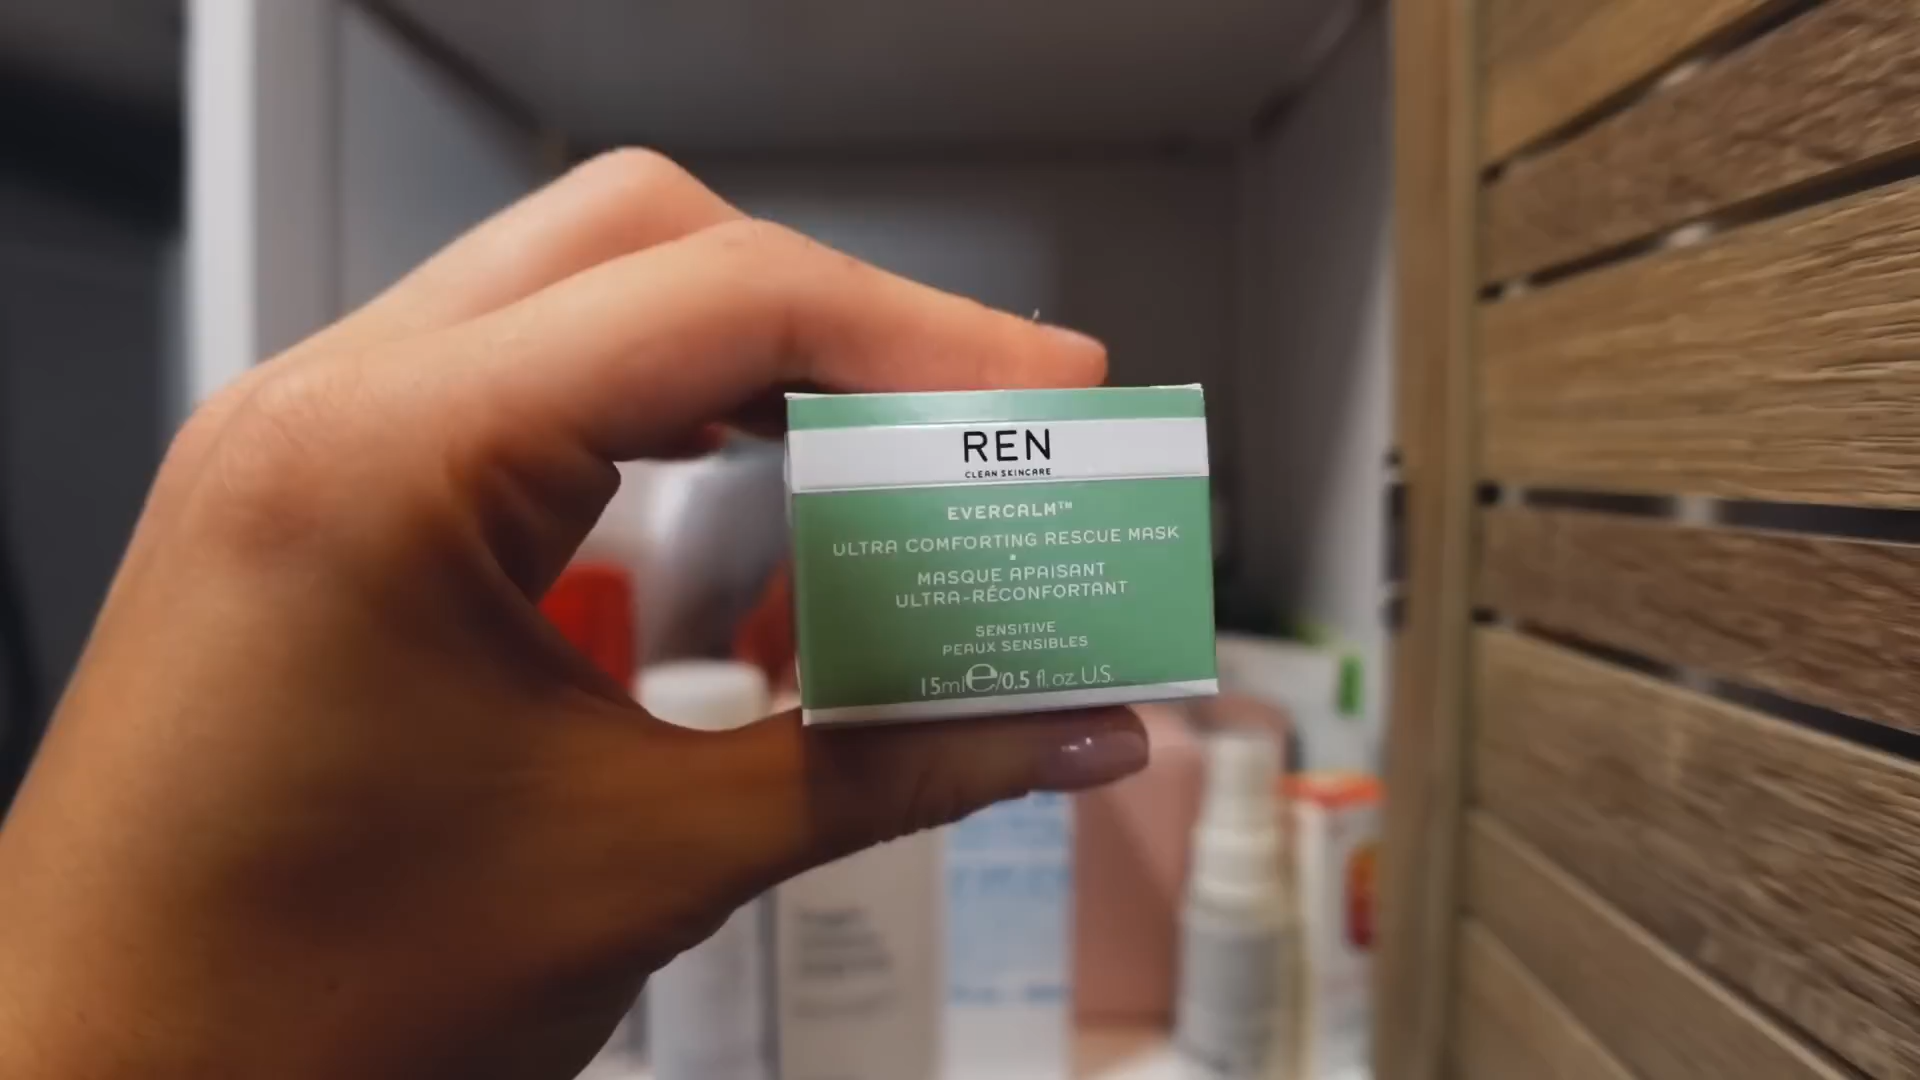 REN
CLEAN SKINCARE
EVERCALM™
ULTRA COMFORTING RESCUE MASK
MASQUE APAISANT
ULTRA-RÉCONFORTANT
SENSITIVE
PEAUX SENSIBLES
15ml℮/0.5 fl. oz. U.S.